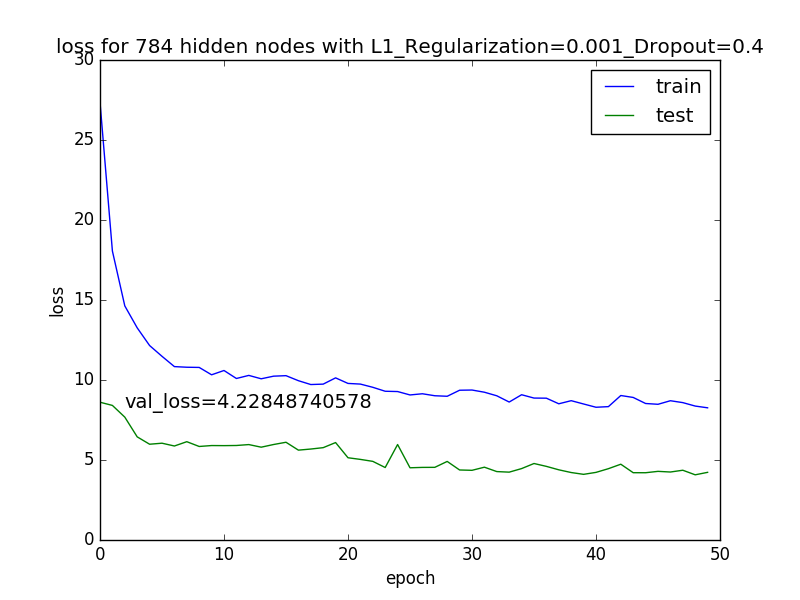 loss for 784 hidden nodes with L1_Regularization=0.001_Dropout=0.4
30
25
20
15
10
5
0
loss
train
test
val_loss=4.22848740578
0 10 20 30 40 50
epoch